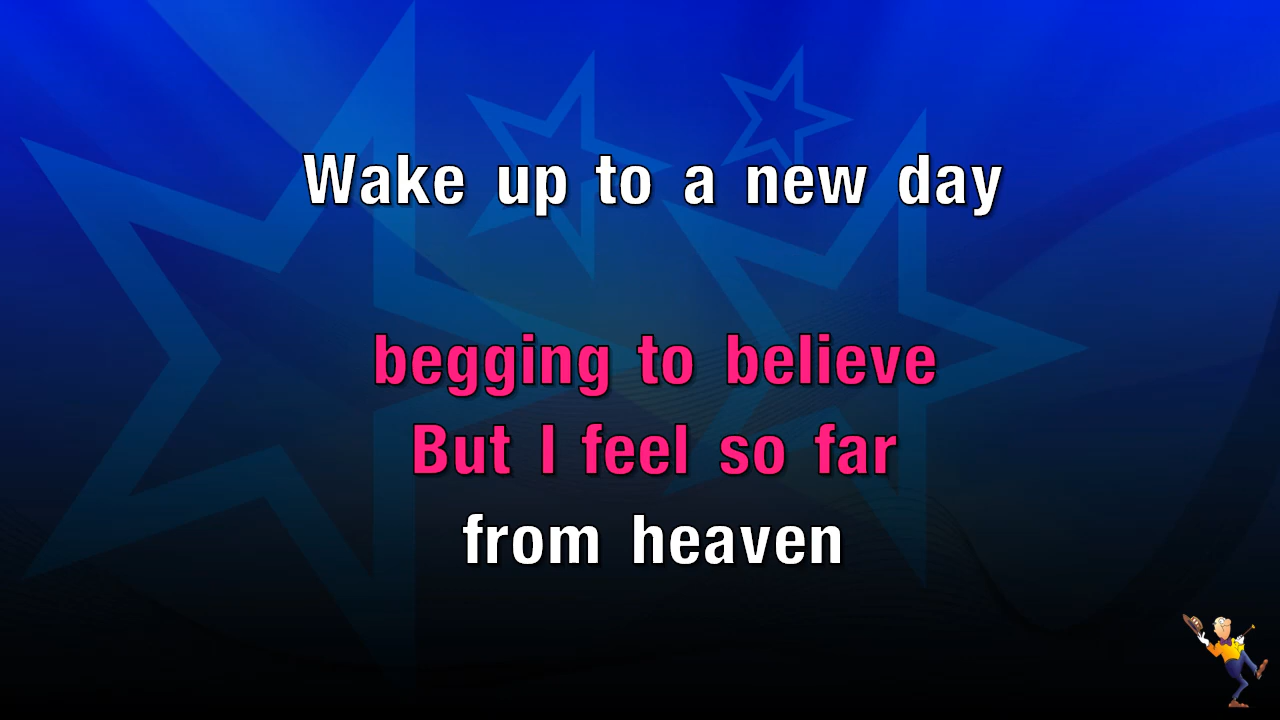 Wake up to a new day
begging to believe
But I feel so far
from heaven